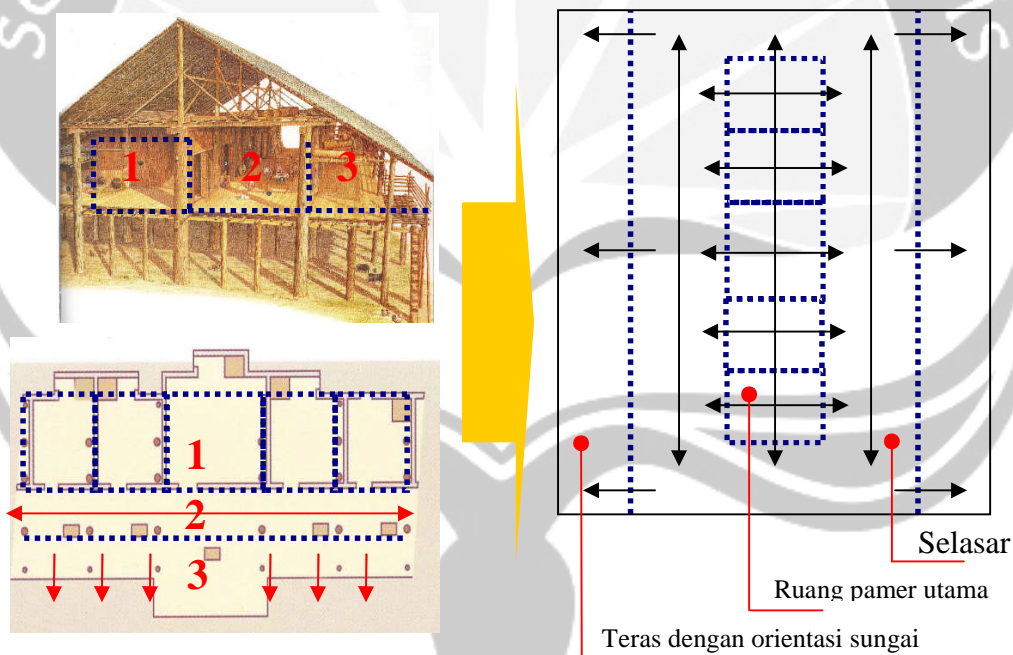 1 2 3
1
2
3
Selasar
Ruang pamer utama
Teras dengan orientasi sungai